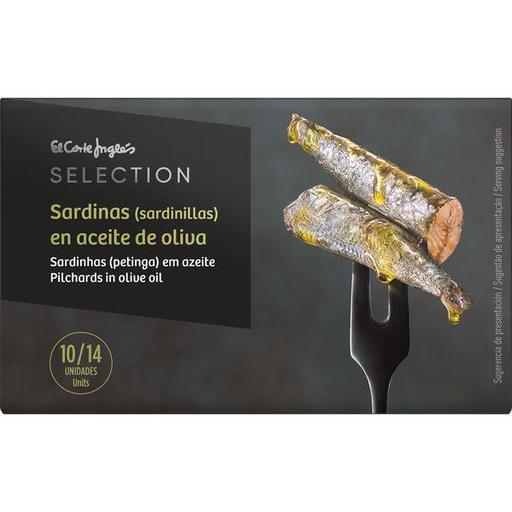 El Corte Inglés
SELECTION
Sardinas (sardinillas)
en aceite de oliva
Sardinhas (petinga) em azeite
Pilchards in olive oil
10/14
UNIDADES
Units
Sugerencia de presentación / Sugestão de apresentação / Serving suggestion